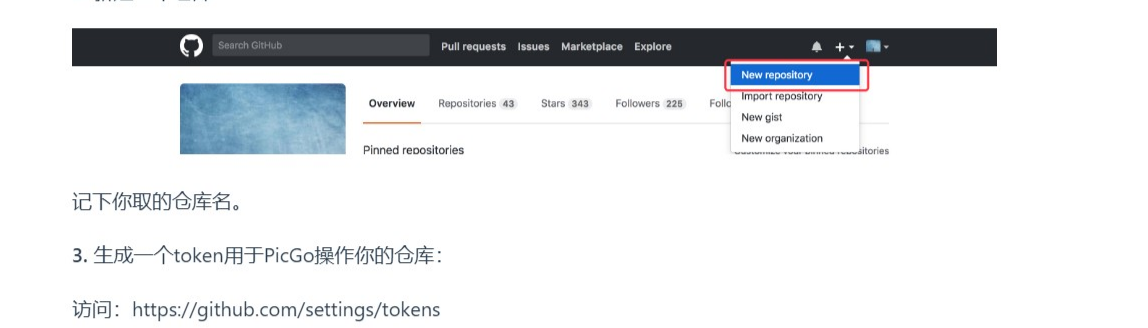 Search GitHub Pull requests Issues Marketplace Explore
New repository
Overview Repositories 43 Stars 343 Followers 225
Import repository
New gist
New organization
Pinned repositories
记下你取的仓库名。
3. 生成一个token用于PicGo操作你的仓库：
访问：https://github.com/settings/tokens